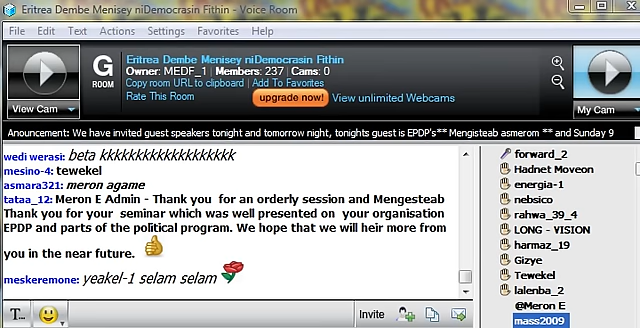 Eritrea Dembe Menisey niDemocrasin Fithin - Voice Room
File Edit Text Actions Settings Favorites Help
G
ROOM
Eritrea Dembe Menisey niDemocrasin Fithin
Owner: MEDF_1 | Members: 237 | Cams: 0
Copy room URL to clipboard | Add To Favorites
Rate This Room
upgrade now! View unlimited Webcams
View Cam
My Cam
Anouncement: We have invited guest speakers tonight and tomorrow night, tonights guest is EPDP's** Mengisteab asmerom ** and Sunday 9
wedi werasi: beta kkkkkkkkkkkkkkkkkkkk
mesino-4: tewekel
asmara321: meron agame
tataa_12: Meron E Admin - Thank you for an orderly session and Mengesteab
Thank you for your seminar which was well presented on your organisation
EPDP and parts of the political program. We hope that we will heir more from
you in the near future.
meskeremone: yeakel-1 selam selam
T...
Invite
forward_2
Hadnet Moveon
energia-1
nebsico
rahwa_39_4
LONG - VISION
harmaz_19
Gizye
Tewekel
lalenba_2
@Meron E
mass2009